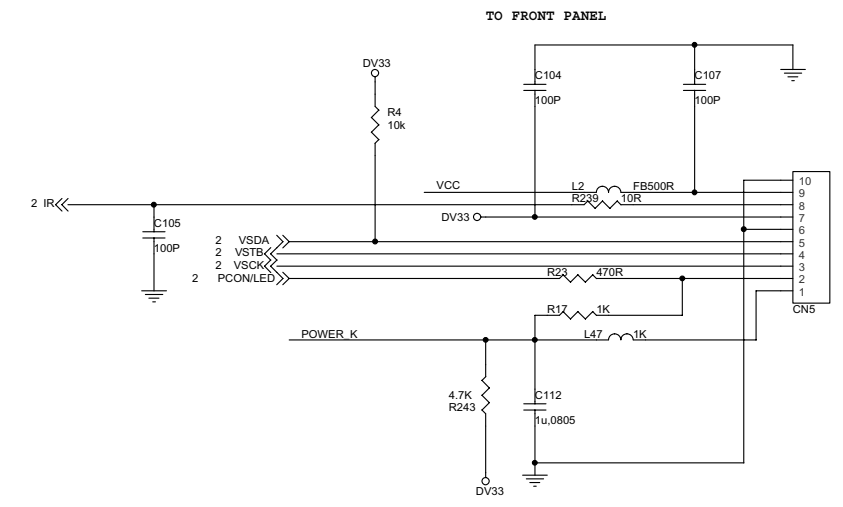 TO FRONT PANEL
DV33
C104
C107
100P
100P
R4
10k
VCC
L2
FB500R
10
9
2 IR
R239
10R
8
C105
DV33
7
6
2 VSDA
5
100P
2 VSTB
4
2 VSCK
3
2 PCON/LED
R23
470R
2
1
R17
1K
CN5
POWER_K
L47
1K
4.7K
R243
C112
1u,0805
DV33